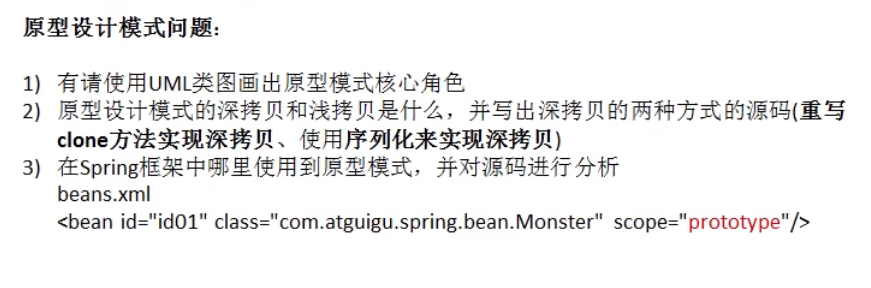 原型设计模式问题:
1) 有请使用UML类图画出原型模式核心角色
2) 原型设计模式的深拷贝和浅拷贝是什么，并写出深拷贝的两种方式的源码(重写
clone方法实现深拷贝、使用序列化来实现深拷贝)
3) 在Spring框架中哪里使用到原型模式，并对源码进行分析
beans.xml
<bean id="id01" class="com.atguigu.spring.bean.Monster" scope="prototype"/>